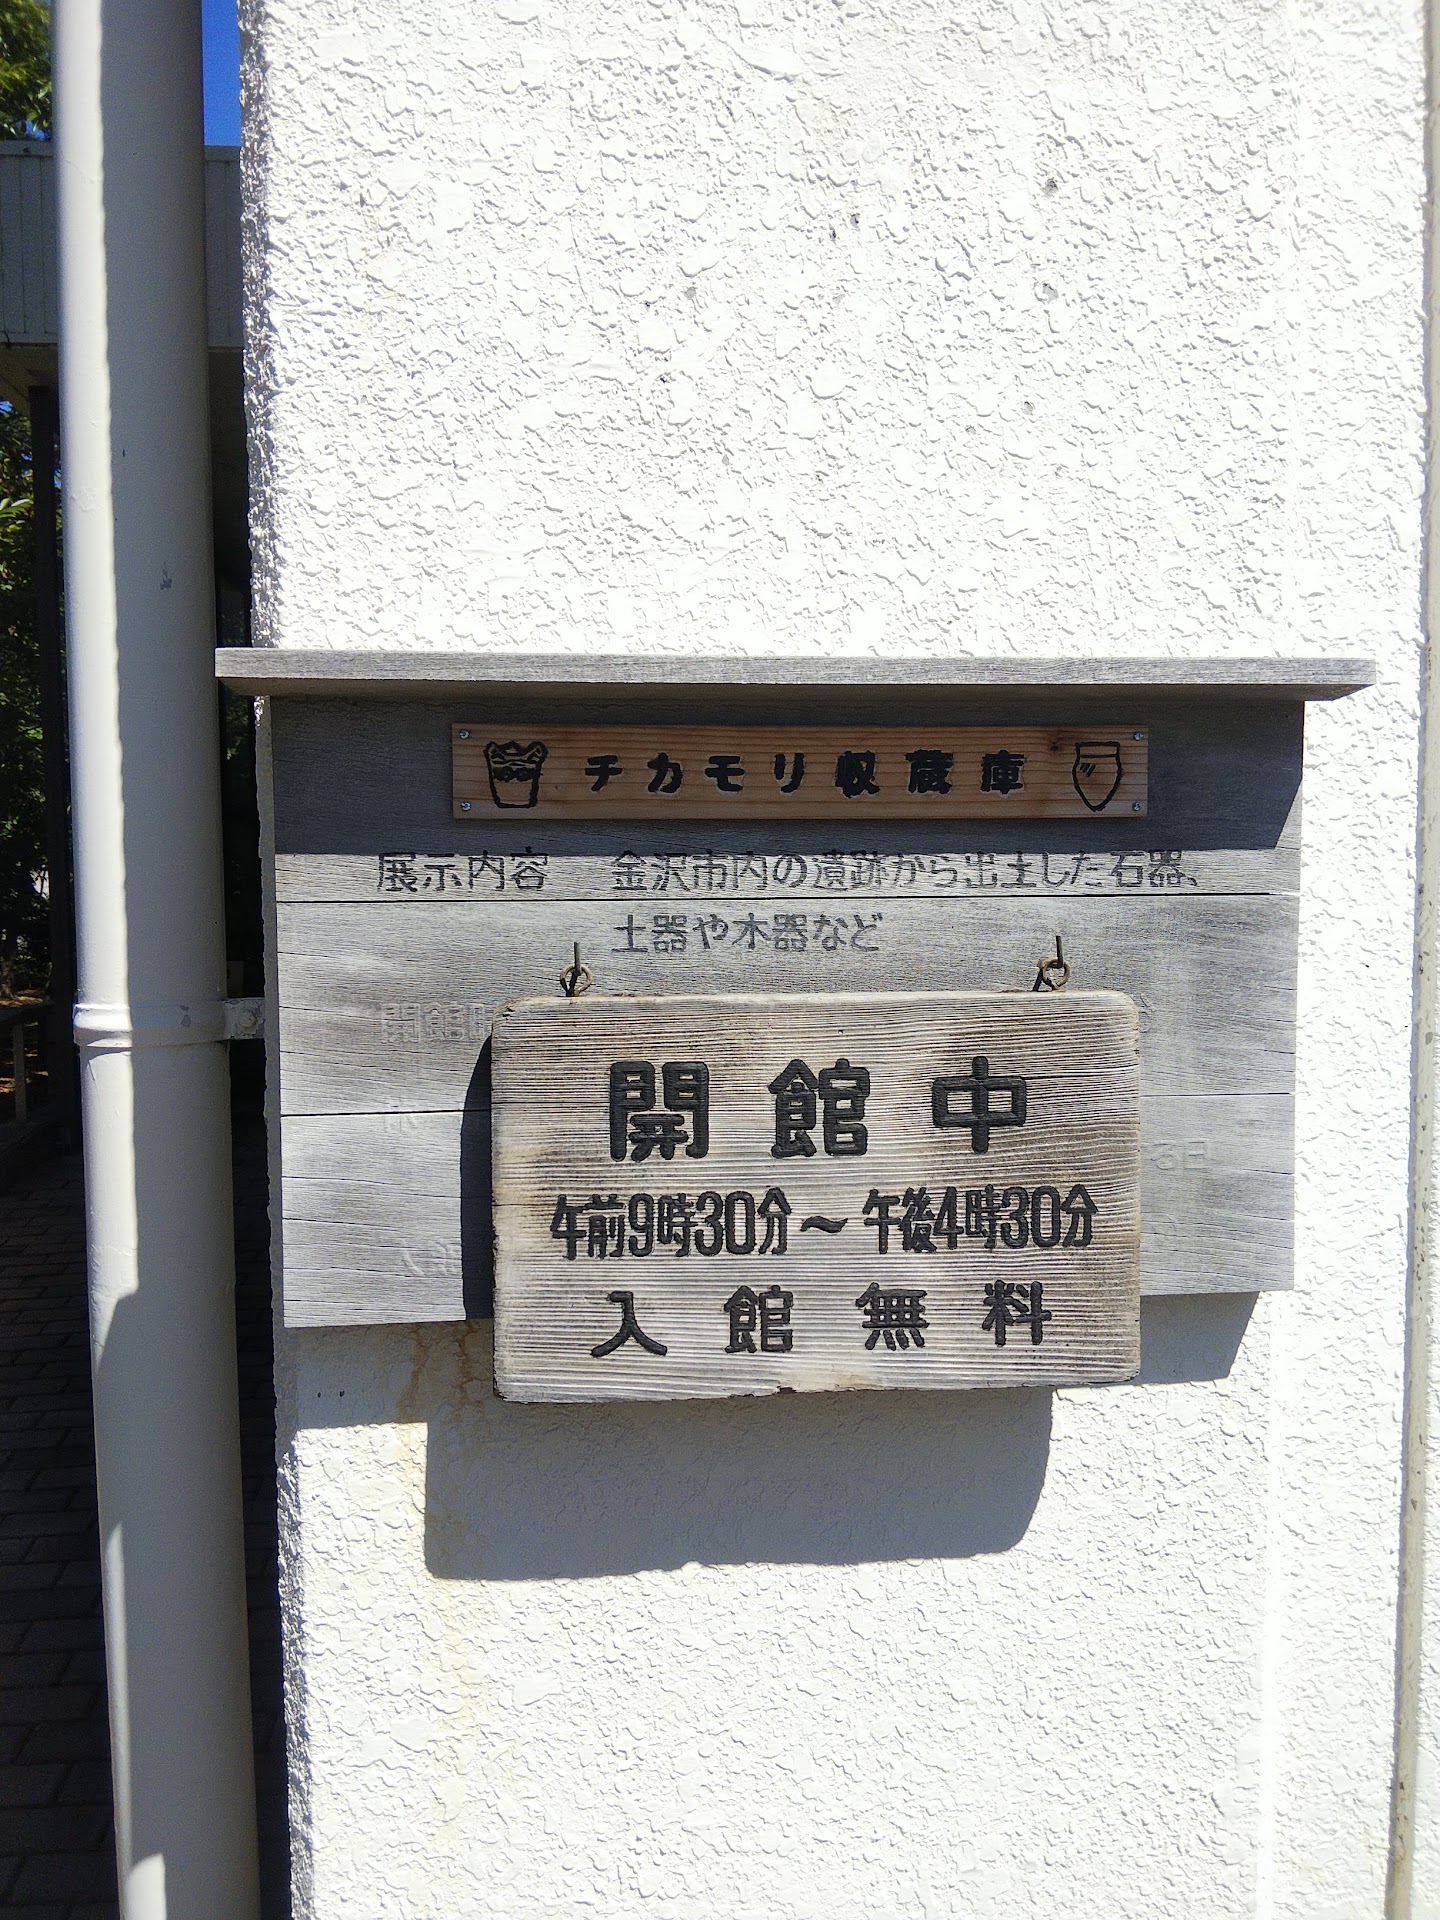 チカモリ収蔵庫
展示内容 金沢市内の遺跡から出土した石器、
土器や木器など
開館
開館中
午前9時30分～午後4時30分
入館無料